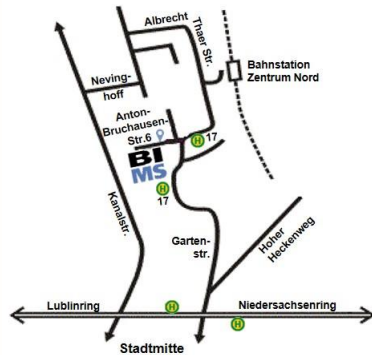 Albrecht
Thaer Str.
Bahnstation
Zentrum Nord
Neving-
hoff
Anton-
Bruchausen-
Str.6
H 17
BI
MS
H
17
Kanalstr.
Garten-
str.
Hoher
Heckenweg
Lublinring
H
Niedersachsenring
H
Stadtmitte